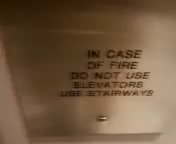 IN CASE
OF FIRE
DO NOT USE
ELEVATORS
USE STAIRWAYS